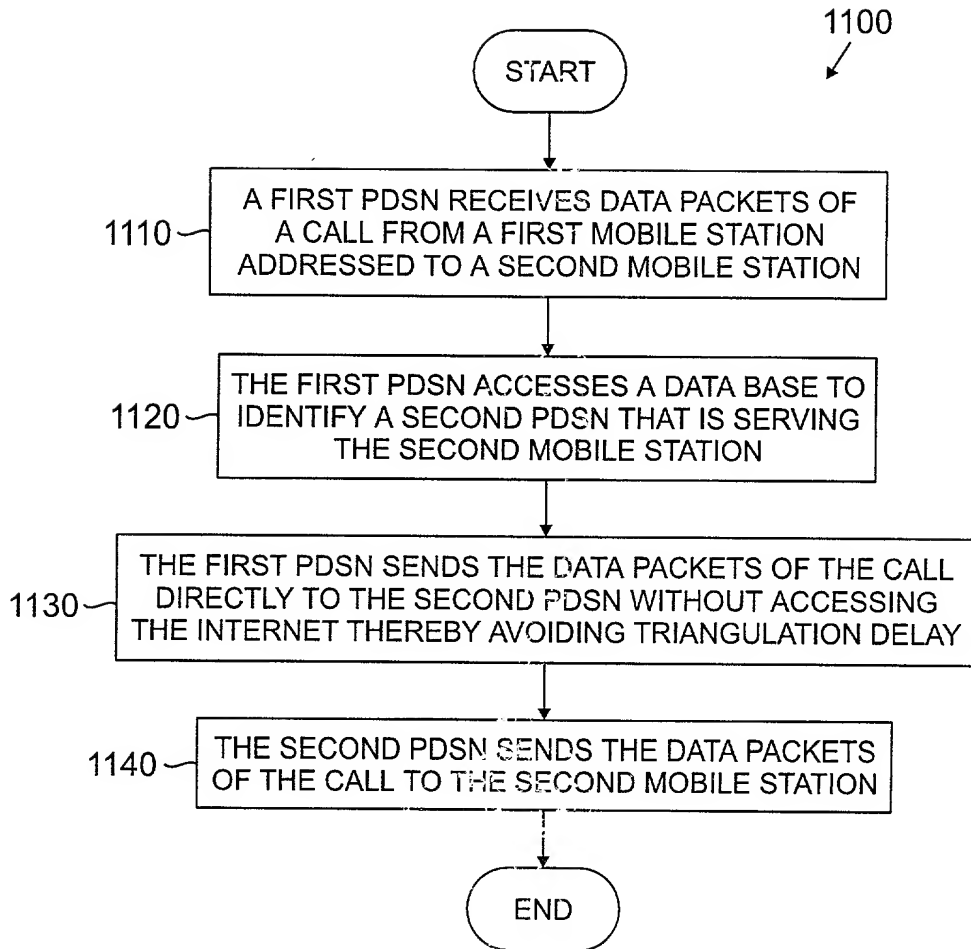 1100
START
1110
A FIRST PDSN RECEIVES DATA PACKETS OF
A CALL FROM A FIRST MOBILE STATION
ADDRESSED TO A SECOND MOBILE STATION
1120
THE FIRST PDSN ACCESSES A DATA BASE TO
IDENTIFY A SECOND PDSN THAT IS SERVING
THE SECOND MOBILE STATION
1130
THE FIRST PDSN SENDS THE DATA PACKETS OF THE CALL
DIRECTLY TO THE SECOND PDSN WITHOUT ACCESSING
THE INTERNET THEREBY AVOIDING TRIANGULATION DELAY
1140
THE SECOND PDSN SENDS THE DATA PACKETS
OF THE CALL TO THE SECOND MOBILE STATION
END